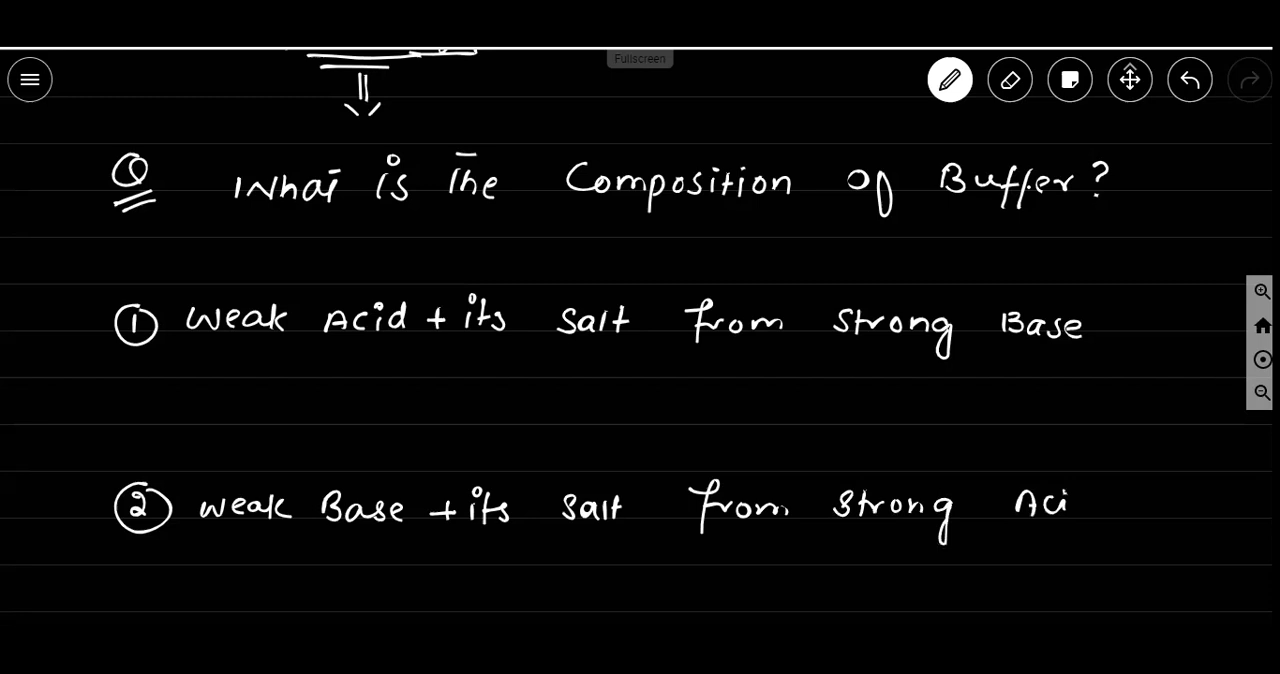 Fullscreen
Q What is The Composition of Buffer?
① Weak Acid + its Salt from Strong Base
② Weak Base + its Salt from Strong Aci